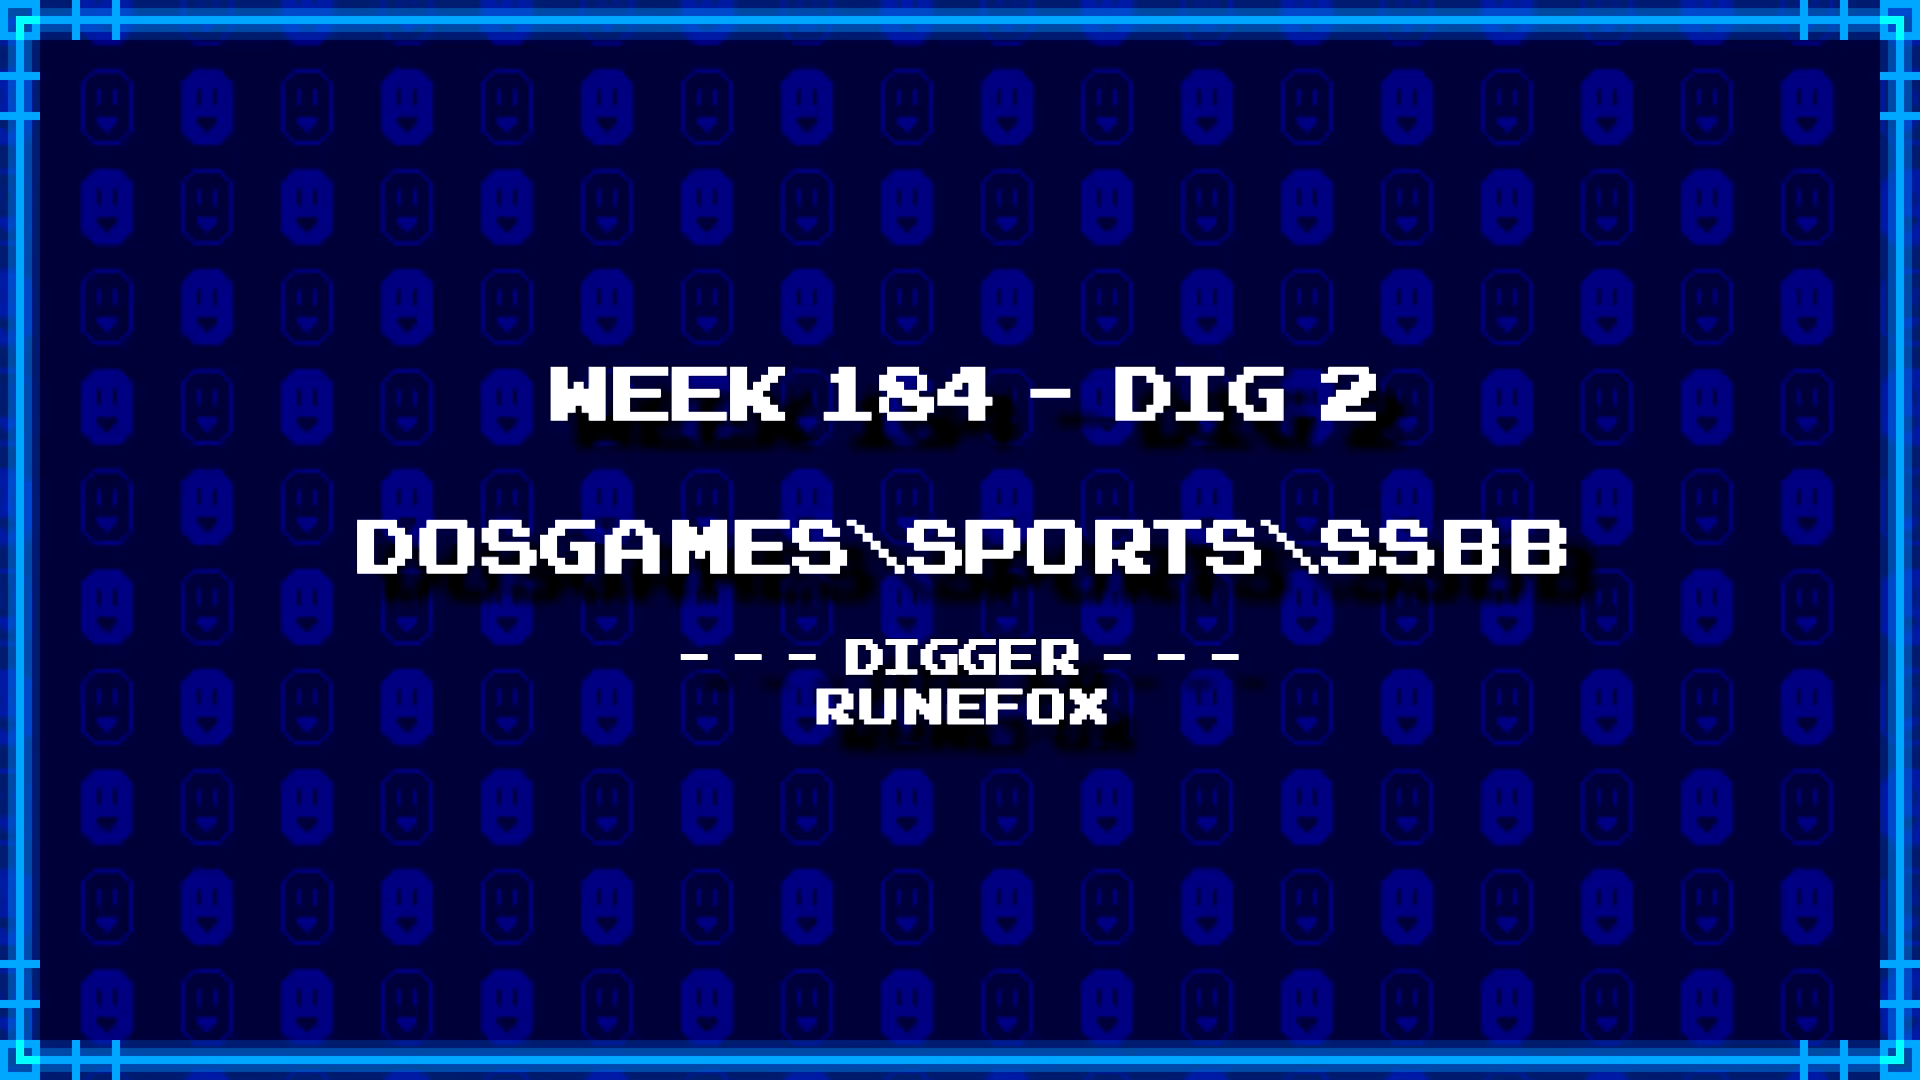 WEEK 184 - DIG 2
DOSGAMES\SPORTS\SSBB
- - - DIGGER - - -
RUNEFOX